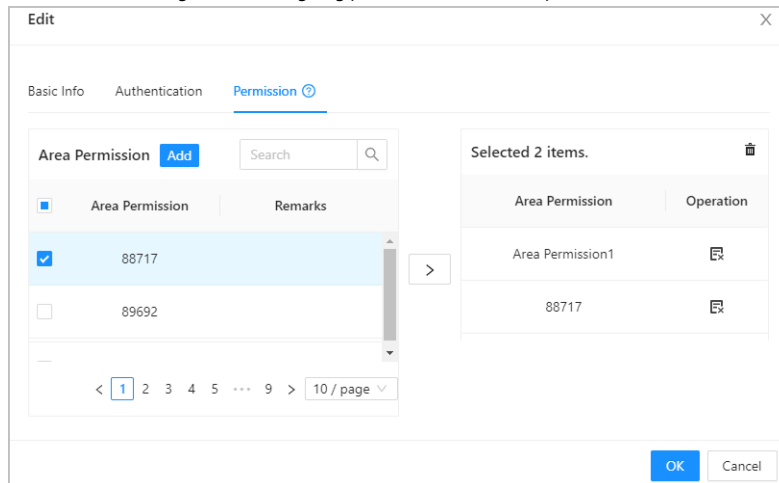 Edit
Basic Info Authentication Permission
Area Permission Add Search
Selected 2 items.
Area Permission Remarks
Area Permission Operation
88717
Area Permission1
89692
88717
< 1 2 3 4 5 ··· 9 > 10 / page
OK Cancel